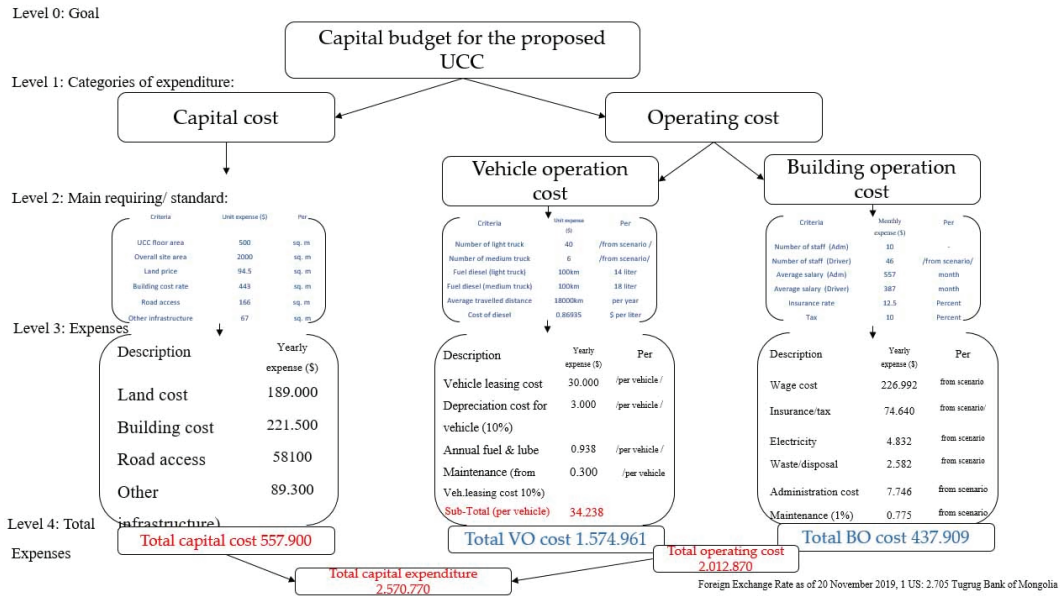 Level 0: Goal
Capital budget for the proposed
UCC
Level 1: Categories of expenditure:
Capital cost
Operating cost
Vehicle operation
cost
Building operation
cost
Level 2: Main requiring/ standard:
Criteria Unit expense ($) Per
UCC floor area 500 sq. m
Overall site area 2000 sq. m
Land price 94.5 sq. m
Building cost rate 443 sq. m
Road access 166 sq. m
Other infrastructure 67 sq. m
Criteria Unit expense Per
($)
Number of light truck 40 /from scenario /
Number of medium truck 6 /from scenario/
Fuel diesel (light truck) 100km 14 liter
Fuel diesel (medium truck) 100km 18 liter
Average travelled distance 18000km per year
Cost of diesel 0.86935 $ per liter
Criteria Monthly Per
expense ($)
Number of staff (Adm) 10 -
Number of staff (Driver) 46 /from scenario/
Average salary (Adm) 557 month
Average salary (Driver) 387 month
Insurance rate 12.5 Percent
Tax 10 Percent
Level 3: Expenses
Description Yearly
expense ($)
Land cost 189.000
Building cost 221.500
Road access 58100
Other 89.300
infrastructure)
Description Yearly Per
expense ($)
Vehicle leasing cost 30.000 /per vehicle /
Depreciation cost for 3.000 /per vehicle /
vehicle (10%)
Annual fuel & lube 0.938 /per vehicle /
Maintenance (from 0.300 /per vehicle
Veh.leasing cost 10%)
Sub-Total (per vehicle) 34.238
Description Yearly Per
expense ($)
Wage cost 226.992 from scenario
Insurance/tax 74.640 from scenario/
Electricity 4.832 from scenario
Waste/disposal 2.582 from scenario
Administration cost 7.746 from scenario
Maintenance (1%) 0.775 from scenario
Level 4: Total
Expenses
Total capital cost 557.900
Total VO cost 1.574.961
Total BO cost 437.909
Total operating cost
2.012.870
Total capital expenditure
2.570.770
Foreign Exchange Rate as of 20 November 2019, 1 US: 2.705 Tugrug Bank of Mongolia